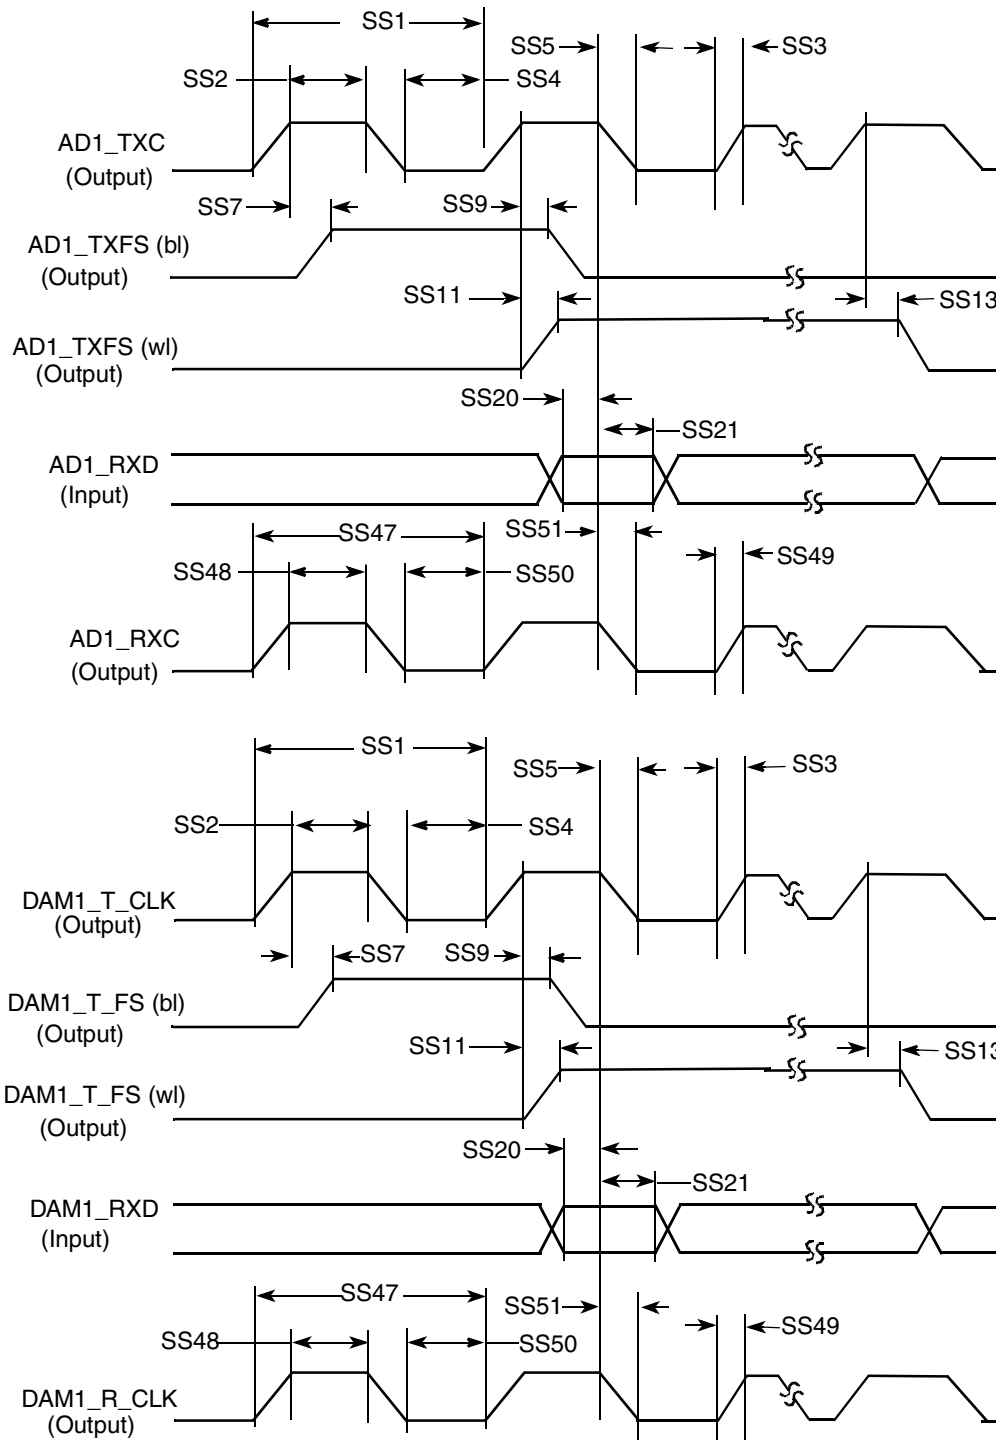 SS1
SS5
SS3
SS2
SS4
AD1_TXC
(Output)
SS7
SS9
AD1_TXFS (bl)
(Output)
SS11
SS13
AD1_TXFS (wl)
(Output)
SS20
SS21
AD1_RXD
(Input)
SS47
SS51
SS49
SS48
SS50
AD1_RXC
(Output)
SS1
SS5
SS3
SS2
SS4
DAM1_T_CLK
(Output)
SS7
SS9
DAM1_T_FS (bl)
(Output)
SS11
SS13
DAM1_T_FS (wl)
(Output)
SS20
SS21
DAM1_RXD
(Input)
SS47
SS51
SS49
SS48
SS50
DAM1_R_CLK
(Output)